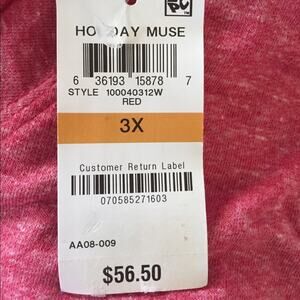 HOLIDAY MUSE
6 36193 15878 7
STYLE 100040312W
RED
3X
Customer Return Label
070585271603
AA08-009
$56.50